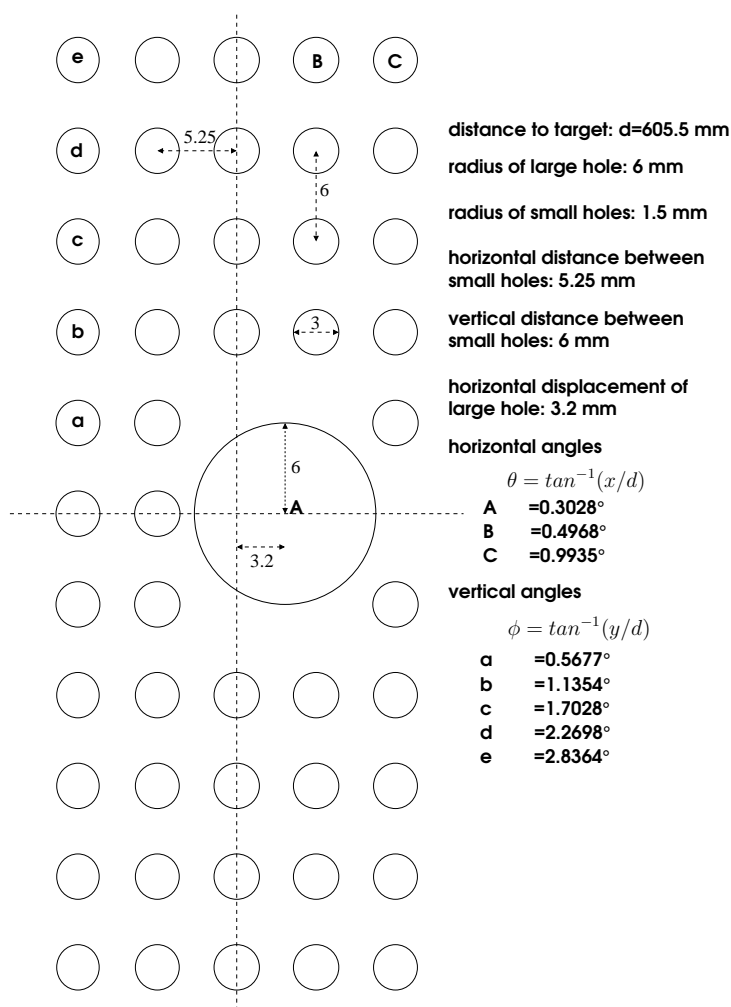 e
B
C
d
5.25
6
c
b
3
a
6
A
3.2
distance to target: d=605.5 mm
radius of large hole: 6 mm
radius of small holes: 1.5 mm
horizontal distance between
small holes: 5.25 mm
vertical distance between
small holes: 6 mm
horizontal displacement of
large hole: 3.2 mm
horizontal angles
θ = tan⁻¹(x/d)
A =0.3028°
B =0.4968°
C =0.9935°
vertical angles
ϕ = tan⁻¹(y/d)
a =0.5677°
b =1.1354°
c =1.7028°
d =2.2698°
e =2.8364°